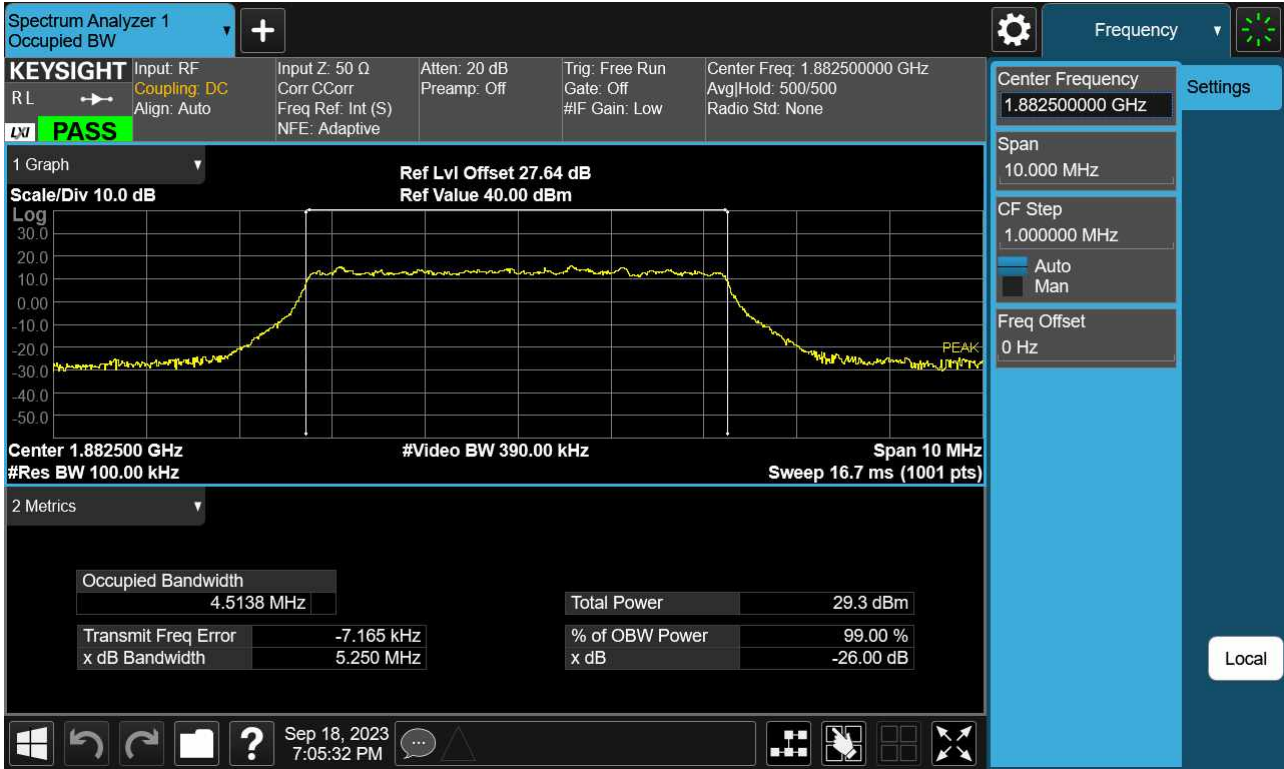 Spectrum Analyzer 1
Occupied BW
Frequency
KEYSIGHT
R L
LXI PASS
Input: RF
Coupling: DC
Align: Auto
Input Z: 50 Ω
Corr CCorr
Freq Ref: Int (S)
NFE: Adaptive
Atten: 20 dB
Preamp: Off
Trig: Free Run
Gate: Off
#IF Gain: Low
Center Freq: 1.882500000 GHz
Avg|Hold: 500/500
Radio Std: None
1 Graph
Scale/Div 10.0 dB
Ref Lvl Offset 27.64 dB
Ref Value 40.00 dBm
Log
30.0
20.0
10.0
0.00
-10.0
-20.0
-30.0
-40.0
-50.0
PEAK
Center 1.882500 GHz
#Video BW 390.00 kHz
Span 10 MHz
#Res BW 100.00 kHz
Sweep 16.7 ms (1001 pts)
2 Metrics
Occupied Bandwidth
4.5138 MHz
Total Power 29.3 dBm
Transmit Freq Error -7.165 kHz
% of OBW Power 99.00 %
x dB Bandwidth 5.250 MHz
x dB -26.00 dB
Sep 18, 2023
7:05:32 PM
Center Frequency
1.882500000 GHz
Settings
Span
10.000 MHz
CF Step
1.000000 MHz
Auto
Man
Freq Offset
0 Hz
Local